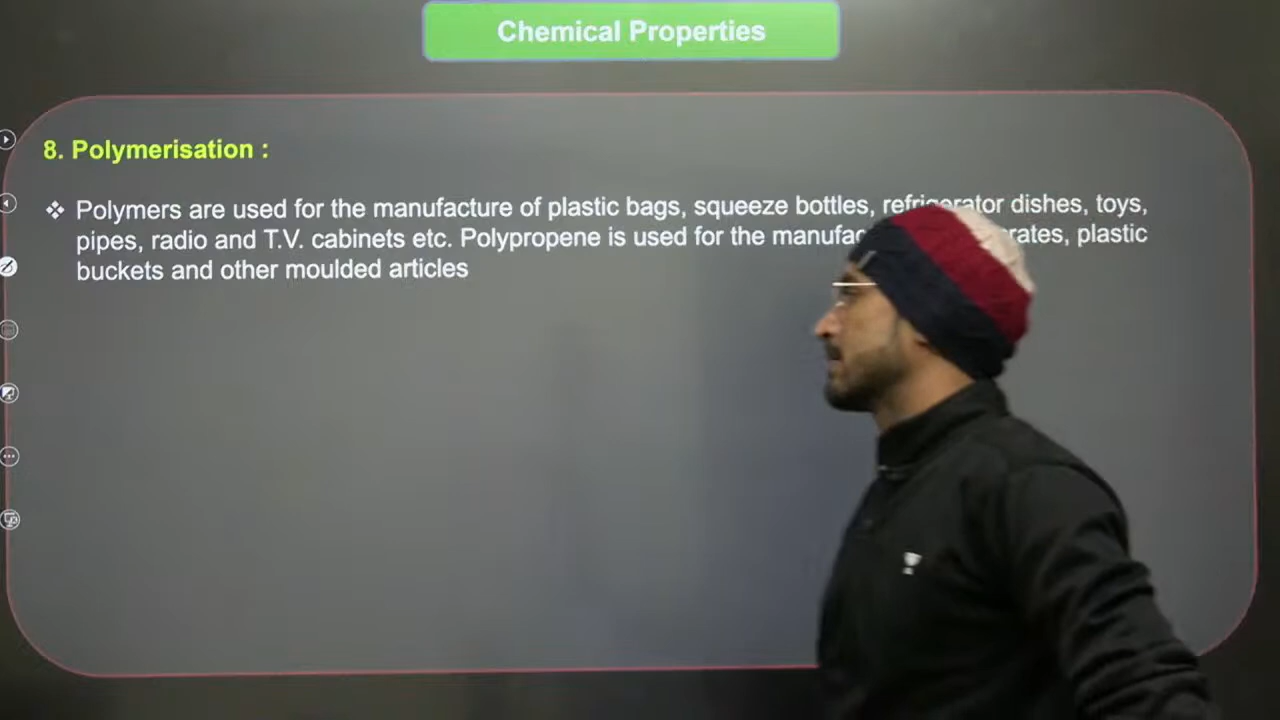 Chemical Properties
8. Polymerisation :
❖ Polymers are used for the manufacture of plastic bags, squeeze bottles, refrigerator dishes, toys,
pipes, radio and T.V. cabinets etc. Polypropene is used for the plastic
buckets and other moulded articles